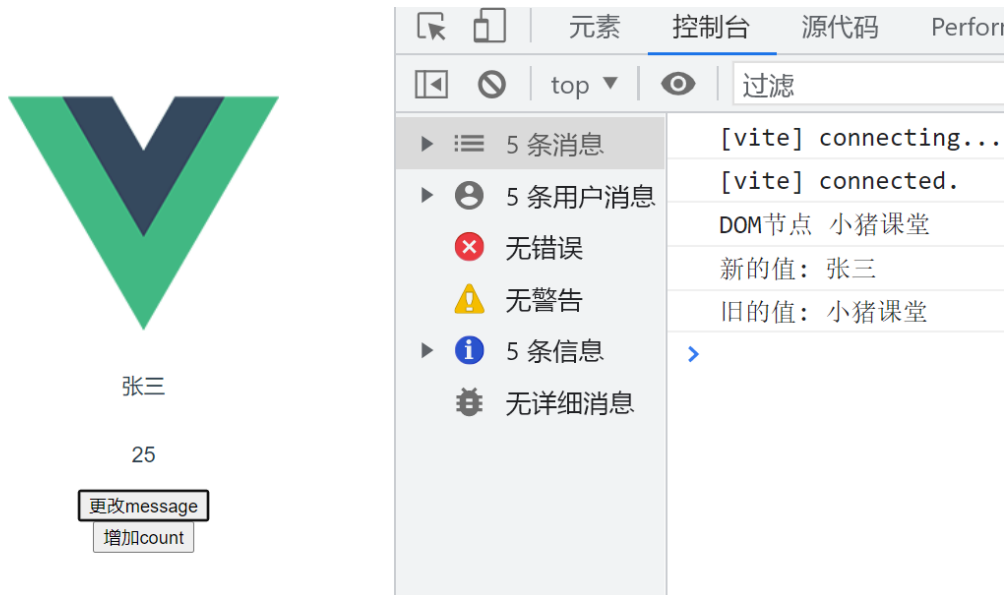 张三
25
更改message
增加count
元素 控制台 源代码
top 过滤
5 条消息
5 条用户消息
无错误
无警告
5 条信息
无详细消息
[vite] connecting...
[vite] connected.
DOM节点 小猪课堂
新的值: 张三
旧的值: 小猪课堂